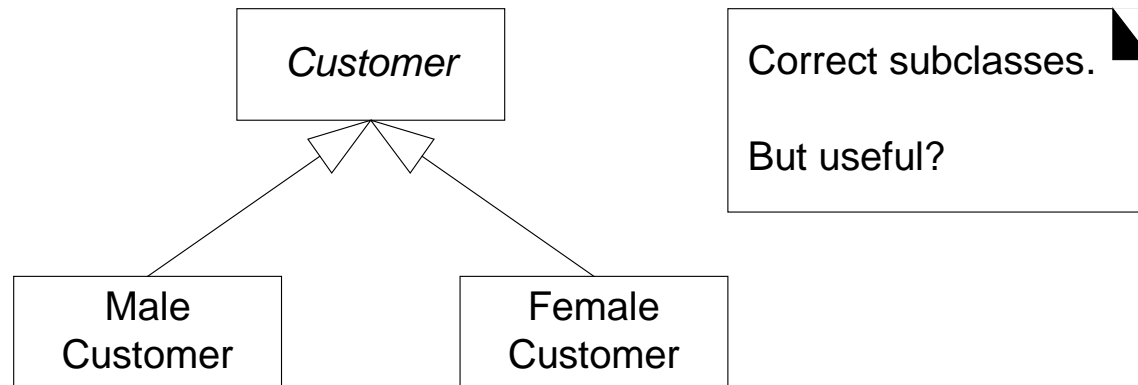 Customer
Correct subclasses.
But useful?
Male
Customer
Female
Customer